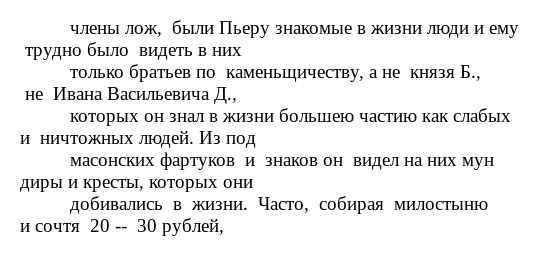 члены лож, были Пьеру знакомые в жизни люди и ему
трудно было видеть в них
только братьев по каменьщичеству, а не князя Б.,
не Ивана Васильевича Д.,
которых он знал в жизни большею частию как слабых
и ничтожных людей. Из под
масонских фартуков и знаков он видел на них мун
диры и кресты, которых они
добивались в жизни. Часто, собирая милостыню
и сочтя 20 -- 30 рублей,